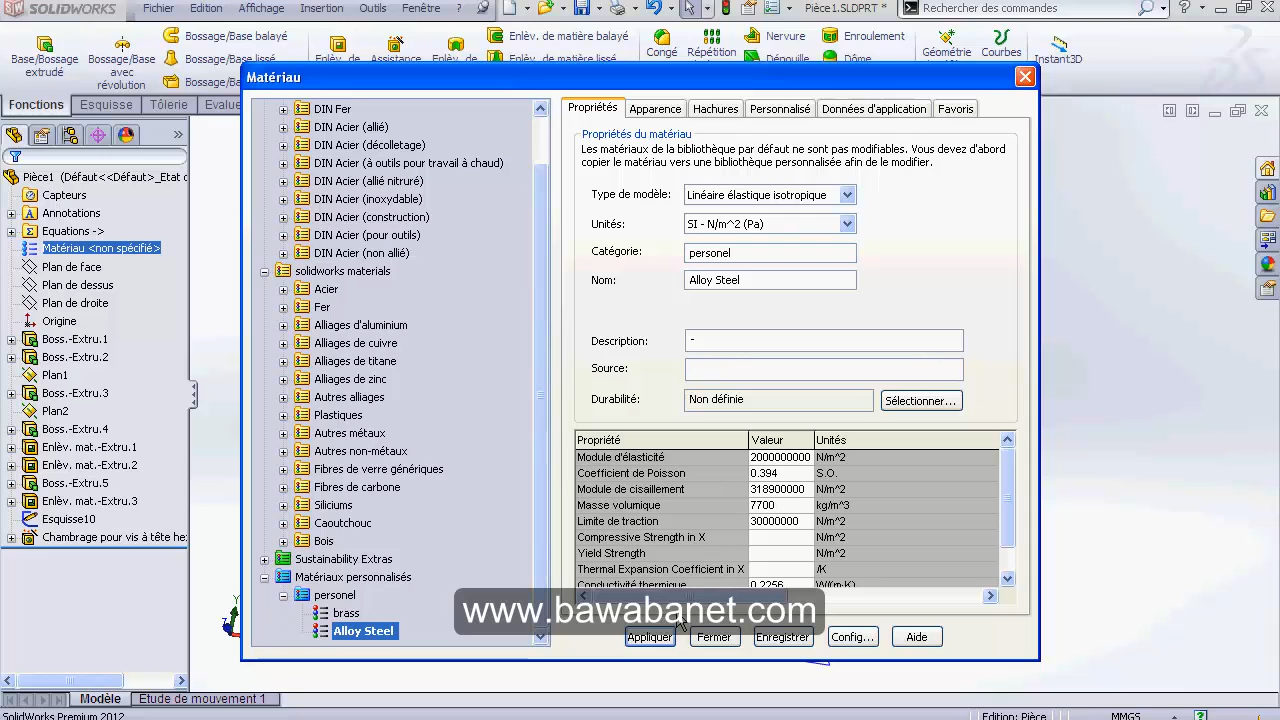 SOLIDWORKS
Fichier Edition Affichage Insertion Outils Fenêtre ?
Pièce1.SLDPRT * Rechercher des commandes
Base/Bossage extrudé
Bossage/Base avec révolution
Bossage/Base balayé
Bossage/Base lissé
Bossage/Ba
Enlèv. de
Assistance
Enlèv. de
Enlèv. de matière balayé
Enlèv. de matière lissé
Congé
Répétition
Nervure
Dépouille
Enroulement
Dôme
Géométrie
Courbes
Instant3D
Fonctions Esquisse Tôlerie Evalue
Pièce1 (Défaut<<Défaut>_Etat d
Capteurs
Annotations
Equations ->
Matériau <non spécifié>
Plan de face
Plan de dessus
Plan de droite
Origine
Boss.-Extru.1
Boss.-Extru.2
Plan1
Boss.-Extru.3
Plan2
Boss.-Extru.4
Enlèv. mat.-Extru.1
Enlèv. mat.-Extru.2
Boss.-Extru.5
Enlèv. mat.-Extru.3
Esquisse10
Chambrage pour vis à tête he
Matériau
DIN Fer
DIN Acier (allié)
DIN Acier (décolletage)
DIN Acier (à outils pour travail à chaud)
DIN Acier (allié nitruré)
DIN Acier (inoxydable)
DIN Acier (construction)
DIN Acier (pour outils)
DIN Acier (non allié)
solidworks materials
Acier
Fer
Alliages d'aluminium
Alliages de cuivre
Alliages de titane
Alliages de zinc
Autres alliages
Plastiques
Autres métaux
Autres non-métaux
Fibres de verre génériques
Fibres de carbone
Siliciums
Caoutchouc
Bois
Sustainability Extras
Matériaux personnalisés
personel
brass
Alloy Steel
Propriétés Apparence Hachures Personnalisé Données d'application Favoris
Propriétés du matériau
Les matériaux de la bibliothèque par défaut ne sont pas modifiables. Vous devez d'abord
copier le matériau vers une bibliothèque personnalisée afin de le modifier.
Type de modèle: Linéaire élastique isotropique
Unités: SI - N/m^2 (Pa)
Catégorie: personel
Nom: Alloy Steel
Description: -
Source:
Durabilité: Non définie Sélectionner...
Propriété Valeur Unités
Module d'élasticité 2000000000 N/m^2
Coefficient de Poisson 0.394 S.O.
Module de cisaillement 318900000 N/m^2
Masse volumique 7700 kg/m^3
Limite de traction 30000000 N/m^2
Compressive Strength in X N/m^2
Yield Strength N/m^2
Thermal Expansion Coefficient in X /K
Conductivité thermique 0.2256 W/(m·K)
www.bawabanet.com
Appliquer Fermer Enregistrer Config... Aide
Modèle Etude de mouvement 1
SolidWorks Premium 2012 Edition: Pièce MMGS